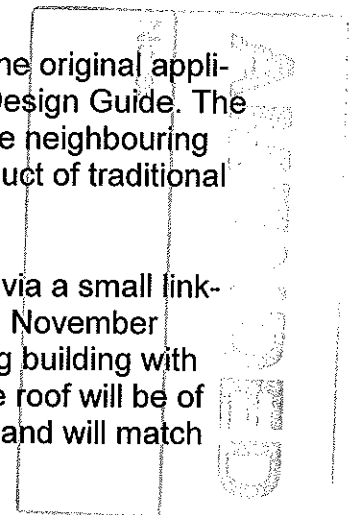 ne original appli-
Design Guide. The
e neighbouring
uct of traditional
via a small link-
November
g building with
e roof will be of
and will match